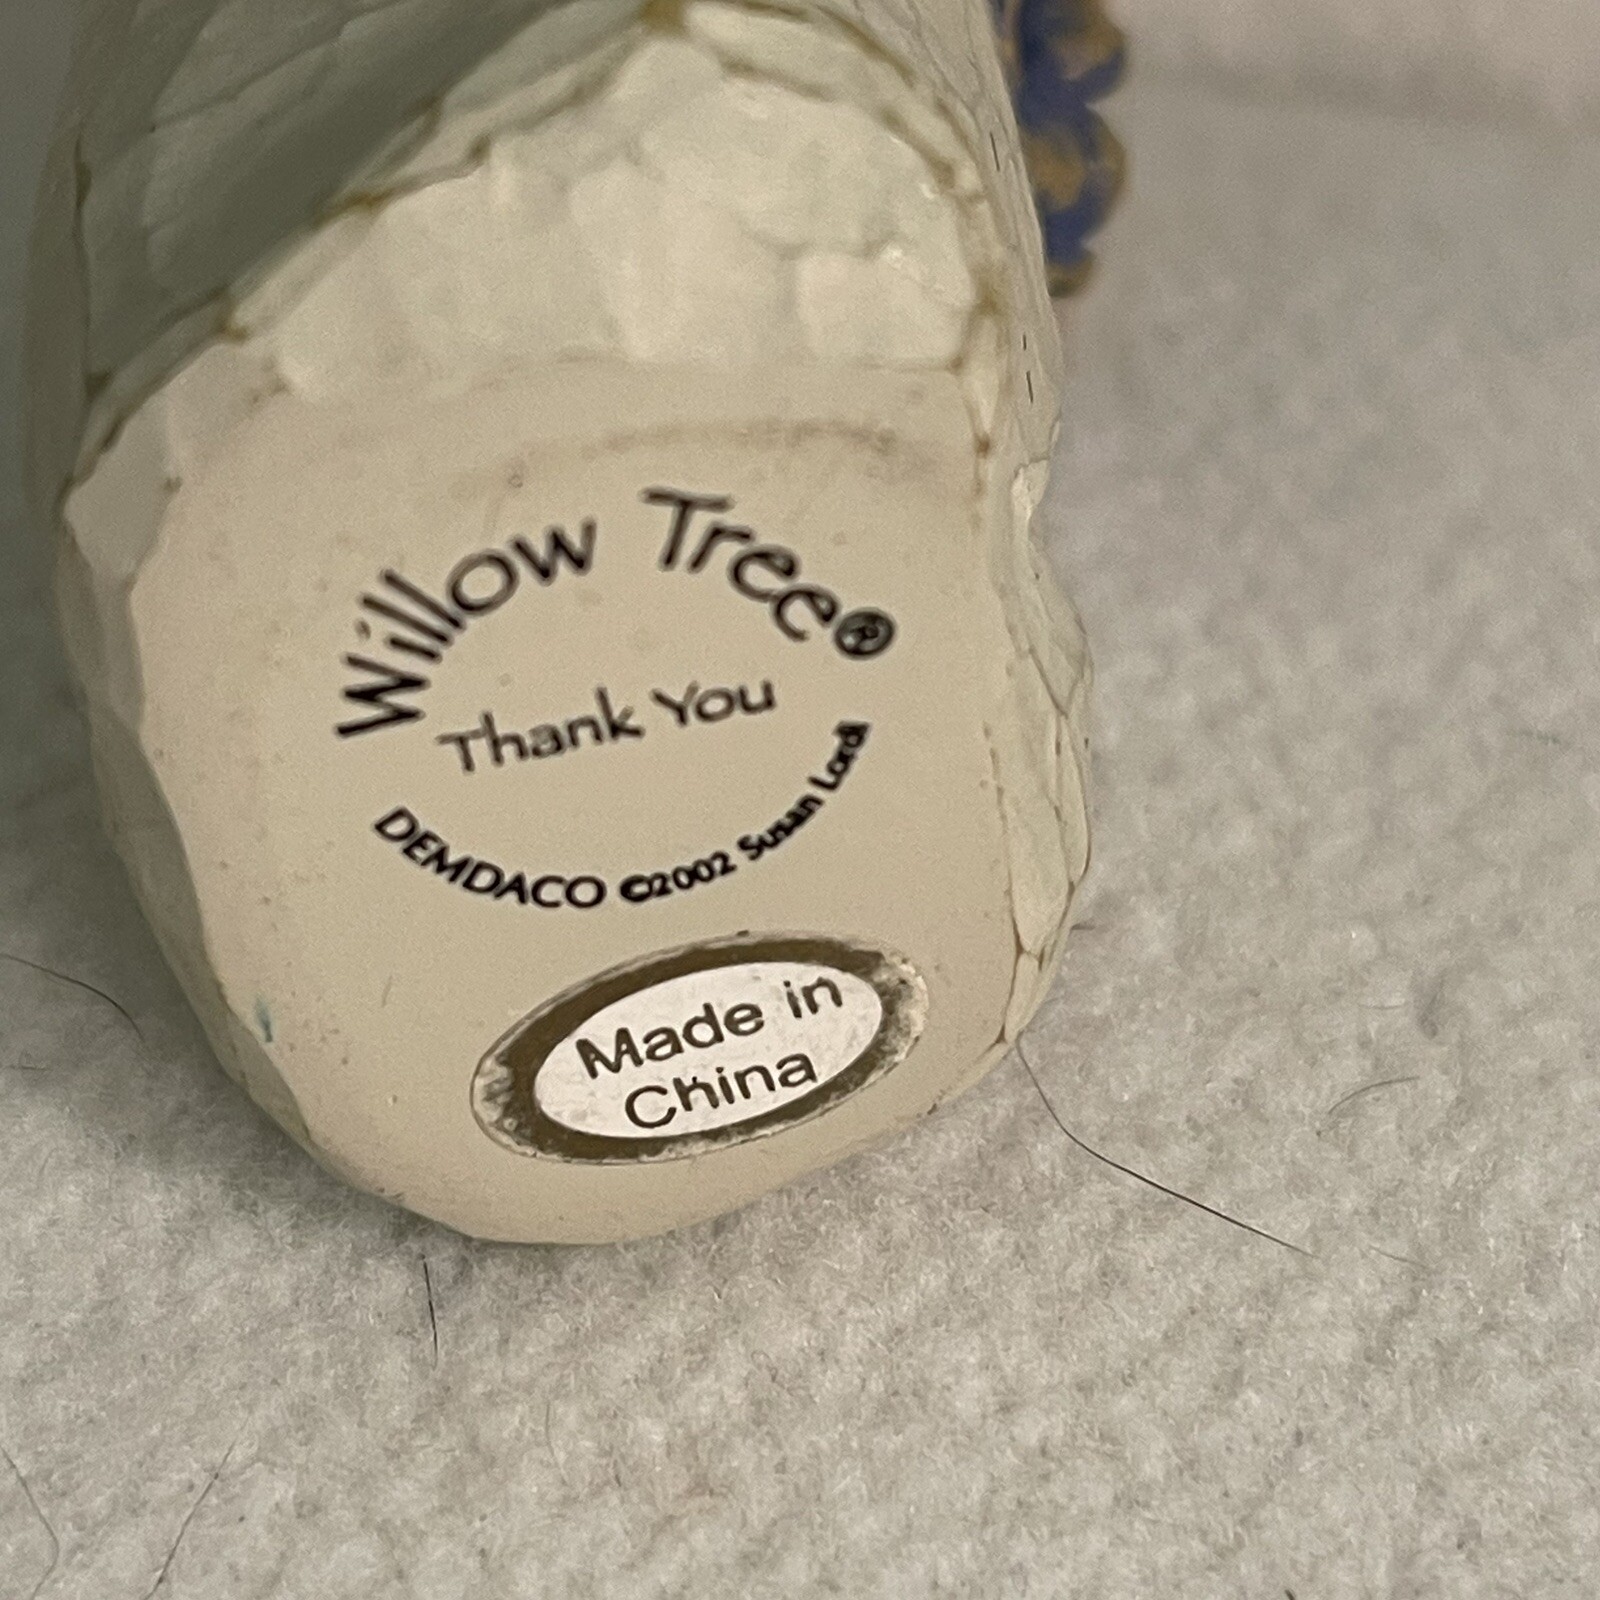 Willow Tree®
Thank You
DEMDACO ©2002 Susan Lordi
Made in
China